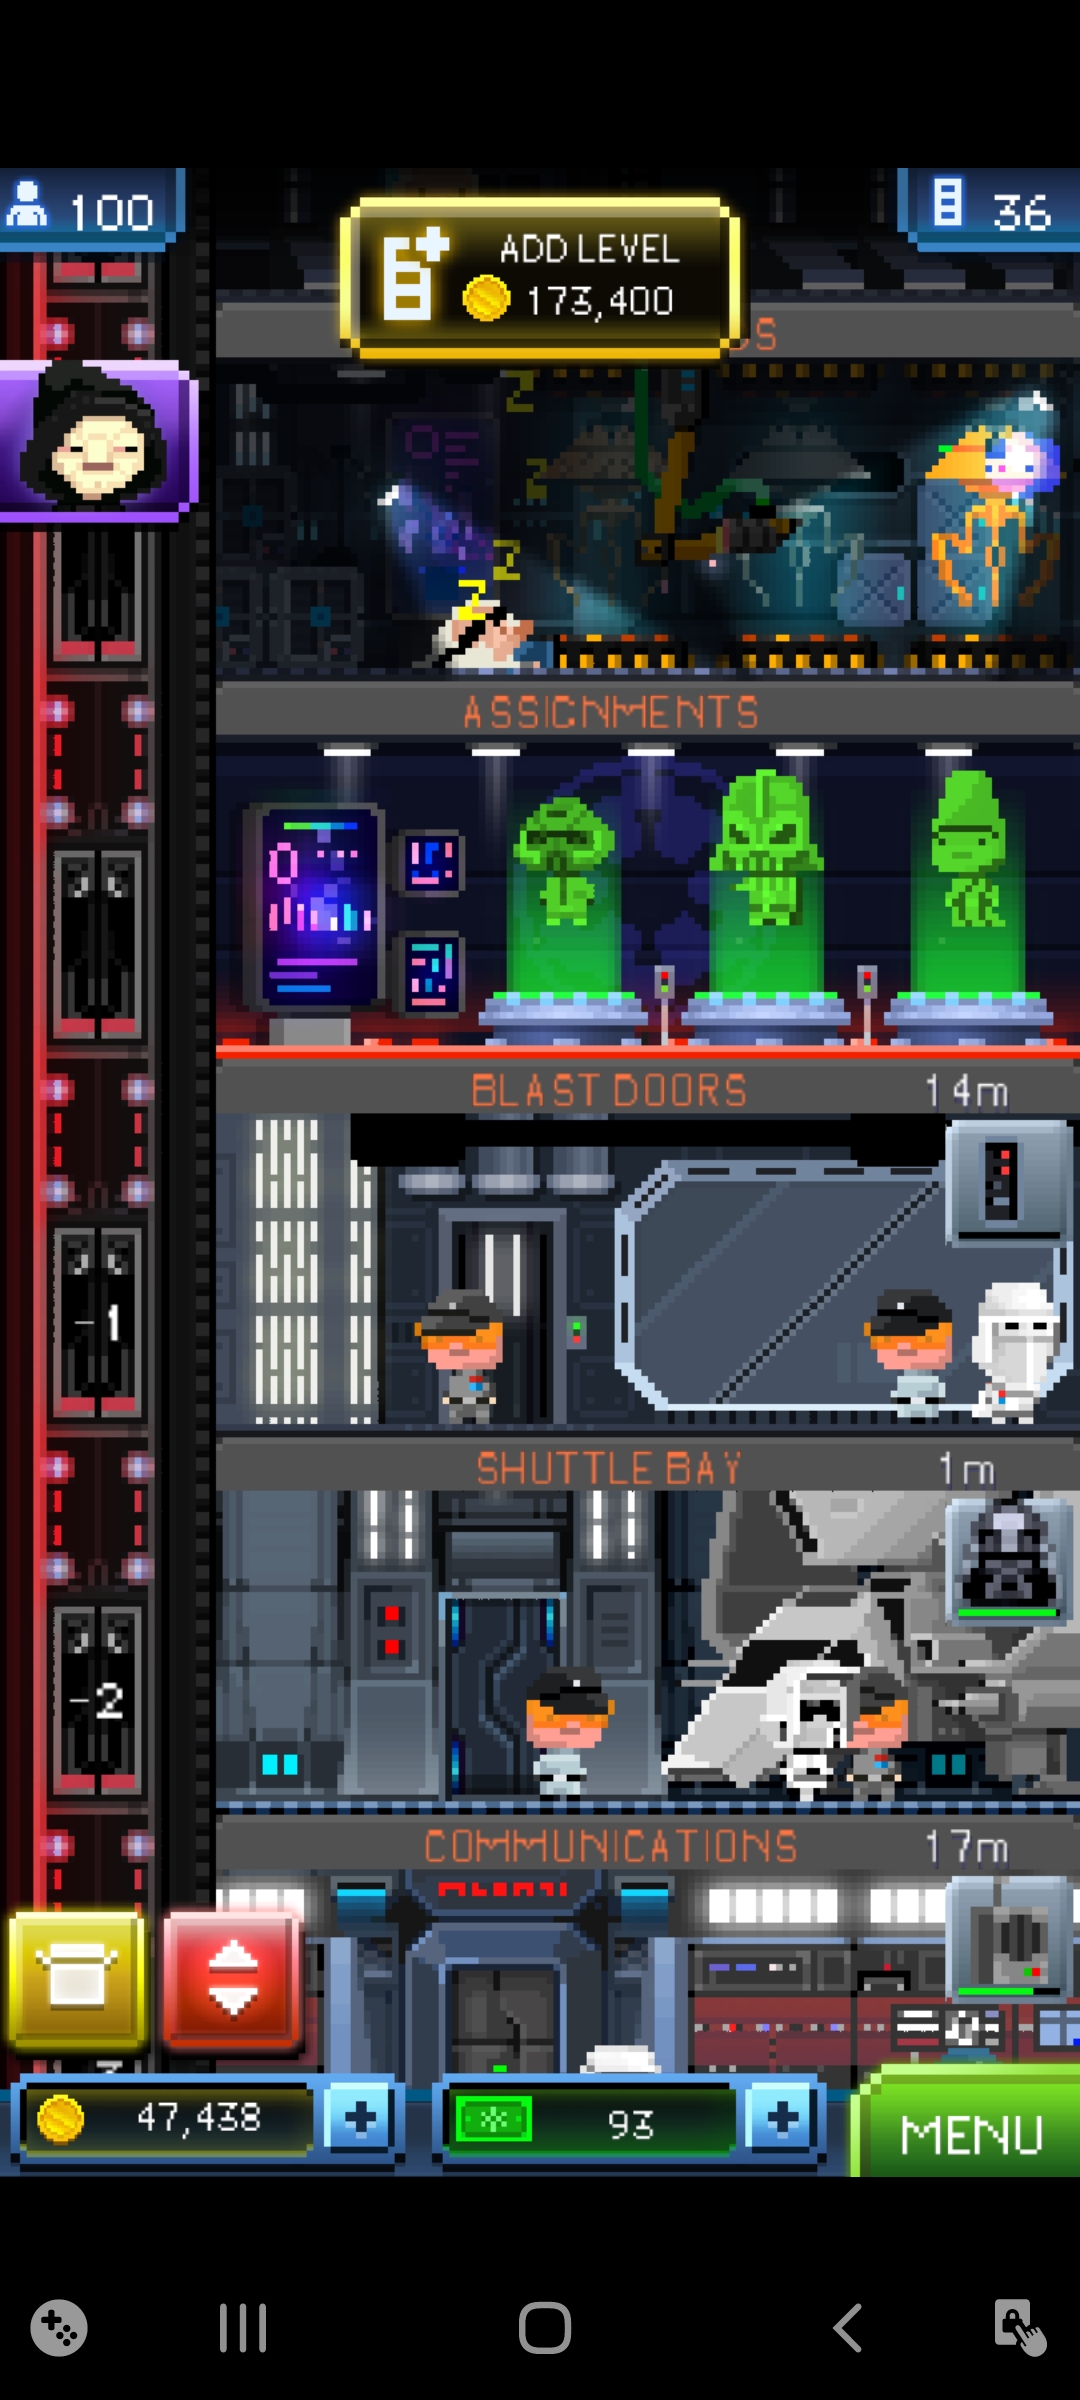 100
ADD LEVEL
173,400
36
Z
Z
Z
Z
ASSIGNMENTS
BLAST DOORS 14m
-1
SHUTTLE BAY 1m
-2
COMMUNICATIONS 17m
47,438
93
MENU